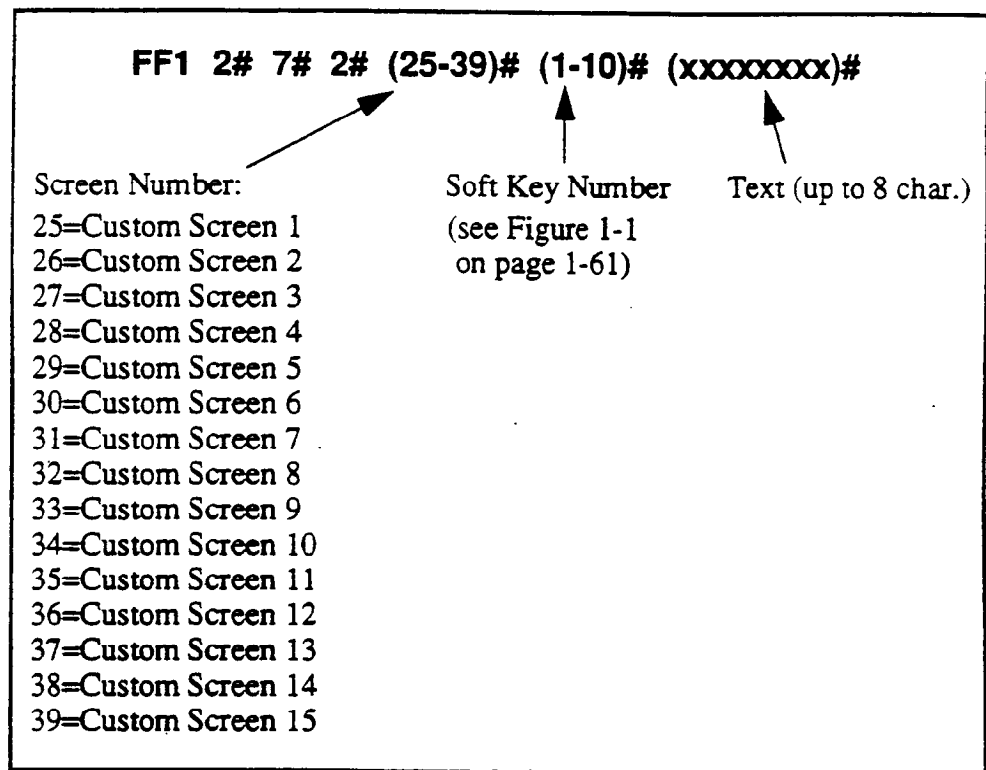 FF1 2# 7# 2# (25-39)# (1-10)# (xxxxxxxx)#
Screen Number:
25=Custom Screen 1
26=Custom Screen 2
27=Custom Screen 3
28=Custom Screen 4
29=Custom Screen 5
30=Custom Screen 6
31=Custom Screen 7
32=Custom Screen 8
33=Custom Screen 9
34=Custom Screen 10
35=Custom Screen 11
36=Custom Screen 12
37=Custom Screen 13
38=Custom Screen 14
39=Custom Screen 15
Soft Key Number
(see Figure 1-1
on page 1-61)
Text (up to 8 char.)